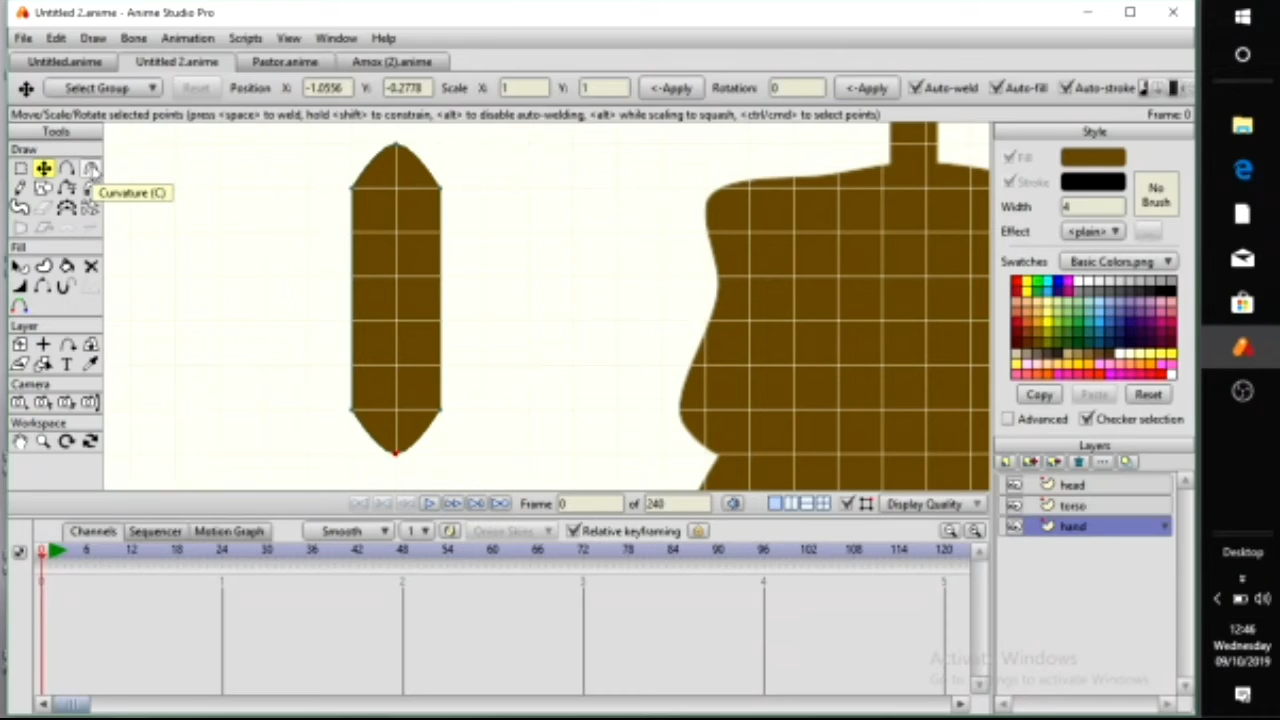 Untitled 2.anime - Anime Studio Pro
File Edit Draw Bone Animation Scripts View Window Help
Untitled.anime Untitled 2.anime Pastor.anime Amox (2).anime
Select Group Reset Position X: -1.0556 Y: -0.2778 Scale X: 1 Y: 1 <-Apply Rotation: 0 <-Apply Auto-weld Auto-fill Auto-stroke
Move/Scale/Rotate selected points (press <space> to weld, hold <shift> to constrain, <alt> to disable auto-welding, <alt> while scaling to squash, <ctrl/cmd> to select points) Frame: 0
Tools
Draw
Curvature (C)
Fill
Layer
T
Camera
Workspace
Style
Fill
Stroke
No Brush
Width 4
Effect <plain>
Swatches Basic Colors.png
Copy Paste Reset
Advanced Checker selection
Layers
head
torso
hand
Frame 0 of 240 Display Quality
Channels Sequencer Motion Graph Smooth 1 Onion Skins Relative keyframing
0 6 12 18 24 30 36 42 48 54 60 66 72 78 84 90 96 102 108 114 120
0 1 2 3 4 5
Activate Windows
Go to Settings to activate Windows.
Desktop
12:46
Wednesday
09/10/2019